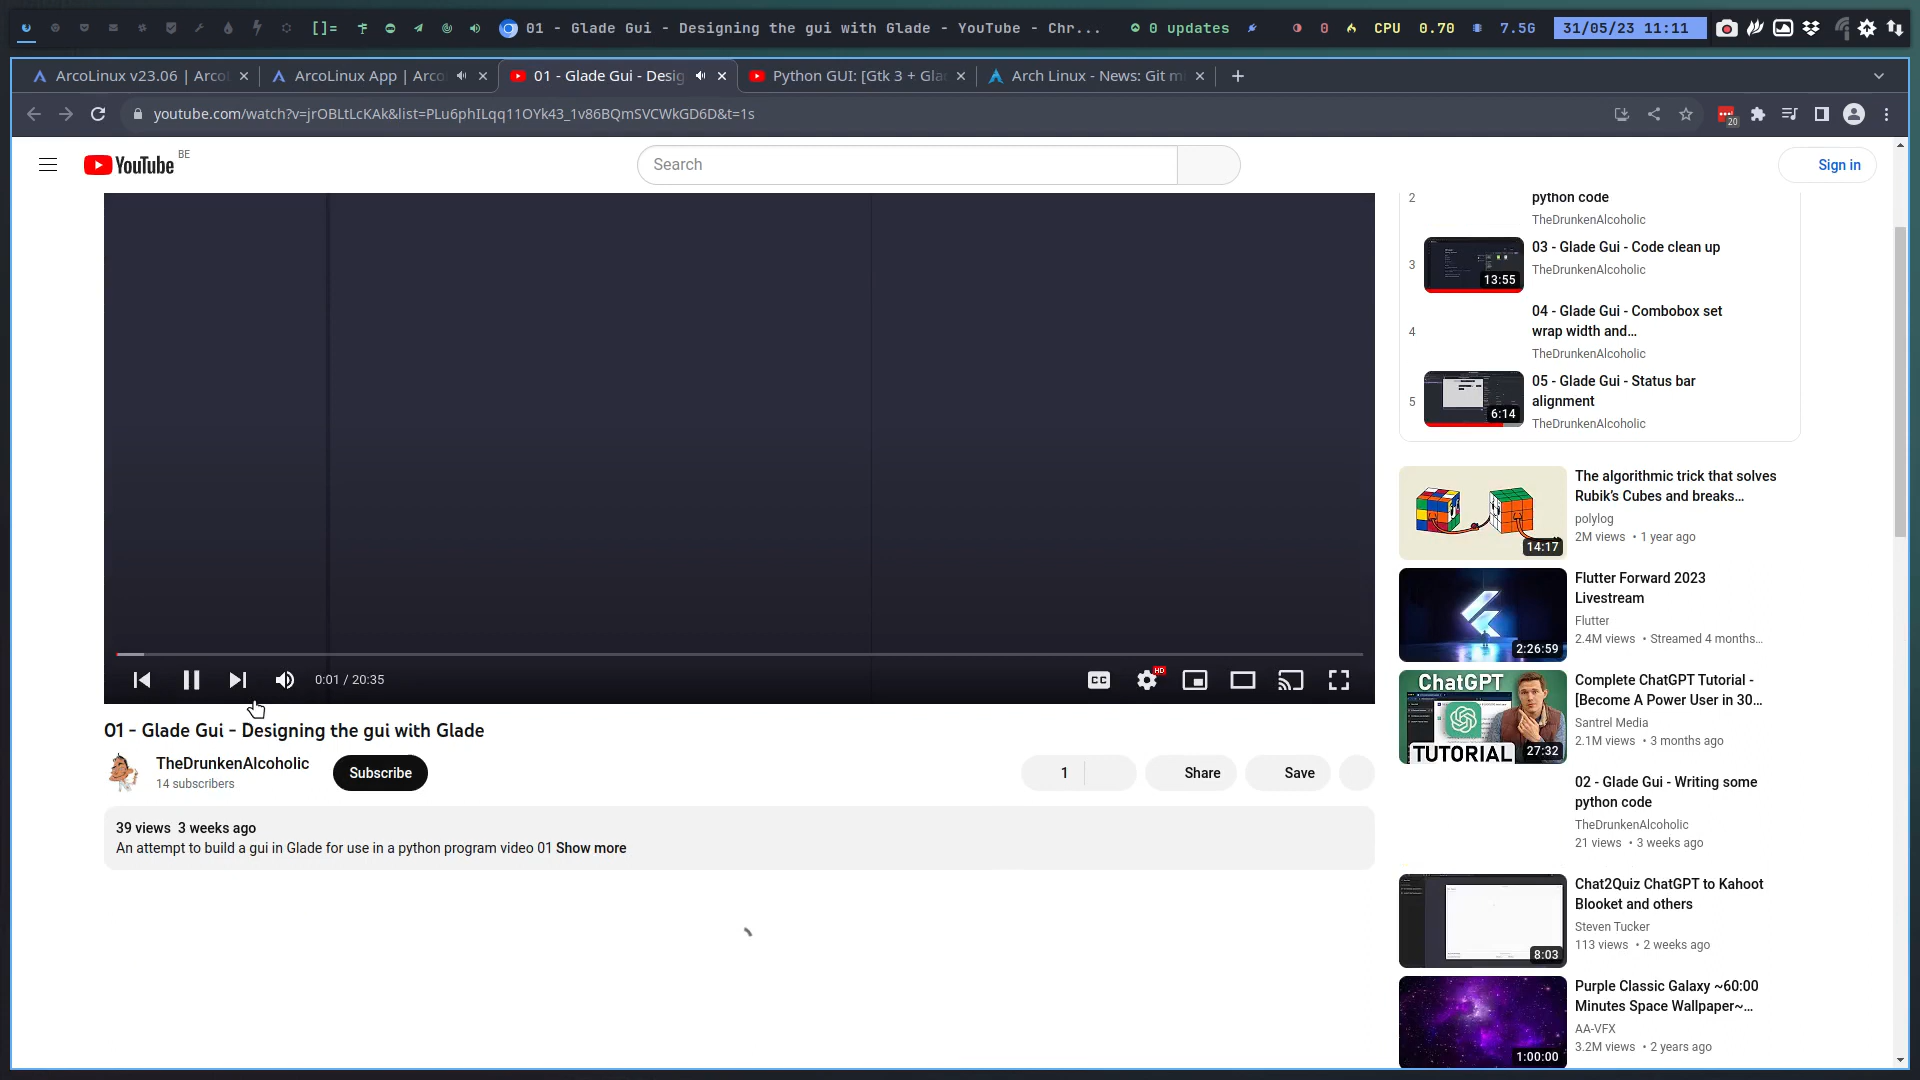 []= 01 - Glade Gui - Designing the gui with Glade - YouTube - Chr... 0 updates 0 CPU 0.70 7.5G 31/05/23 11:11
ArcoLinux v23.06 | Arcol ArcoLinux App | Arco 01 - Glade Gui - Desig Python GUI: [Gtk 3 + Gla Arch Linux - News: Git mi
youtube.com/watch?v=jrOBLtLcKAk&list=PLu6phILqq11OYk43_1v86BQmSVCWkGD6D&t=1s 20
YouTube BE Search Sign in
2 python code
TheDrunkenAlcoholic
3 13:55 03 - Glade Gui - Code clean up
TheDrunkenAlcoholic
4 04 - Glade Gui - Combobox set
wrap width and...
TheDrunkenAlcoholic
5 6:14 05 - Glade Gui - Status bar
alignment
TheDrunkenAlcoholic
0:01 / 20:35 CC HD
01 - Glade Gui - Designing the gui with Glade
TheDrunkenAlcoholic
14 subscribers
Subscribe 1 Share Save
39 views 3 weeks ago
An attempt to build a gui in Glade for use in a python program video 01 Show more
The algorithmic trick that solves
Rubik's Cubes and breaks...
polylog
2M views • 1 year ago
14:17
Flutter Forward 2023
Livestream
Flutter
2.4M views • Streamed 4 months...
2:26:59
ChatGPT
TUTORIAL
27:32
Complete ChatGPT Tutorial -
[Become A Power User in 30...
Santrel Media
2.1M views • 3 months ago
02 - Glade Gui - Writing some
python code
TheDrunkenAlcoholic
21 views • 3 weeks ago
Chat2Quiz ChatGPT to Kahoot
Blooket and others
Steven Tucker
113 views • 2 weeks ago
8:03
Purple Classic Galaxy ~60:00
Minutes Space Wallpaper~...
AA-VFX
3.2M views • 2 years ago
1:00:00